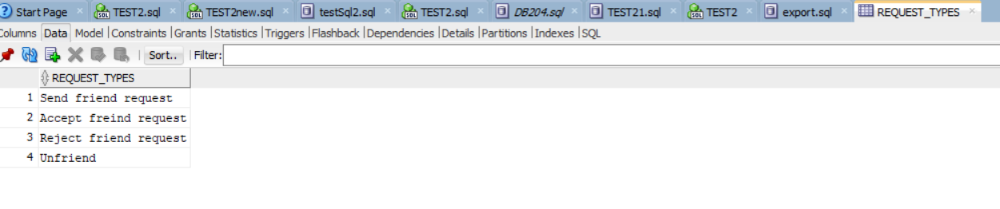 Start Page TEST2.sql TEST2new.sql testSql2.sql TEST2.sql DB204.sql TEST21.sql TEST2 export.sql REQUEST_TYPES
Columns Data Model Constraints Grants Statistics Triggers Flashback Dependencies Details Partitions Indexes SQL
Sort.. Filter:
REQUEST_TYPES
1 Send friend request
2 Accept freind request
3 Reject friend request
4 Unfriend